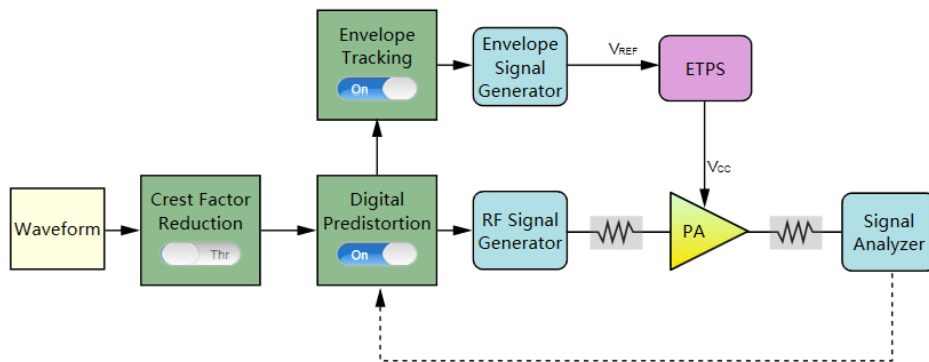 Envelope
Tracking
On
Envelope
Signal
Generator
VREF
ETPS
VCC
Waveform
Crest Factor
Reduction
Thr
Digital
Predistortion
On
RF Signal
Generator
PA
Signal
Analyzer